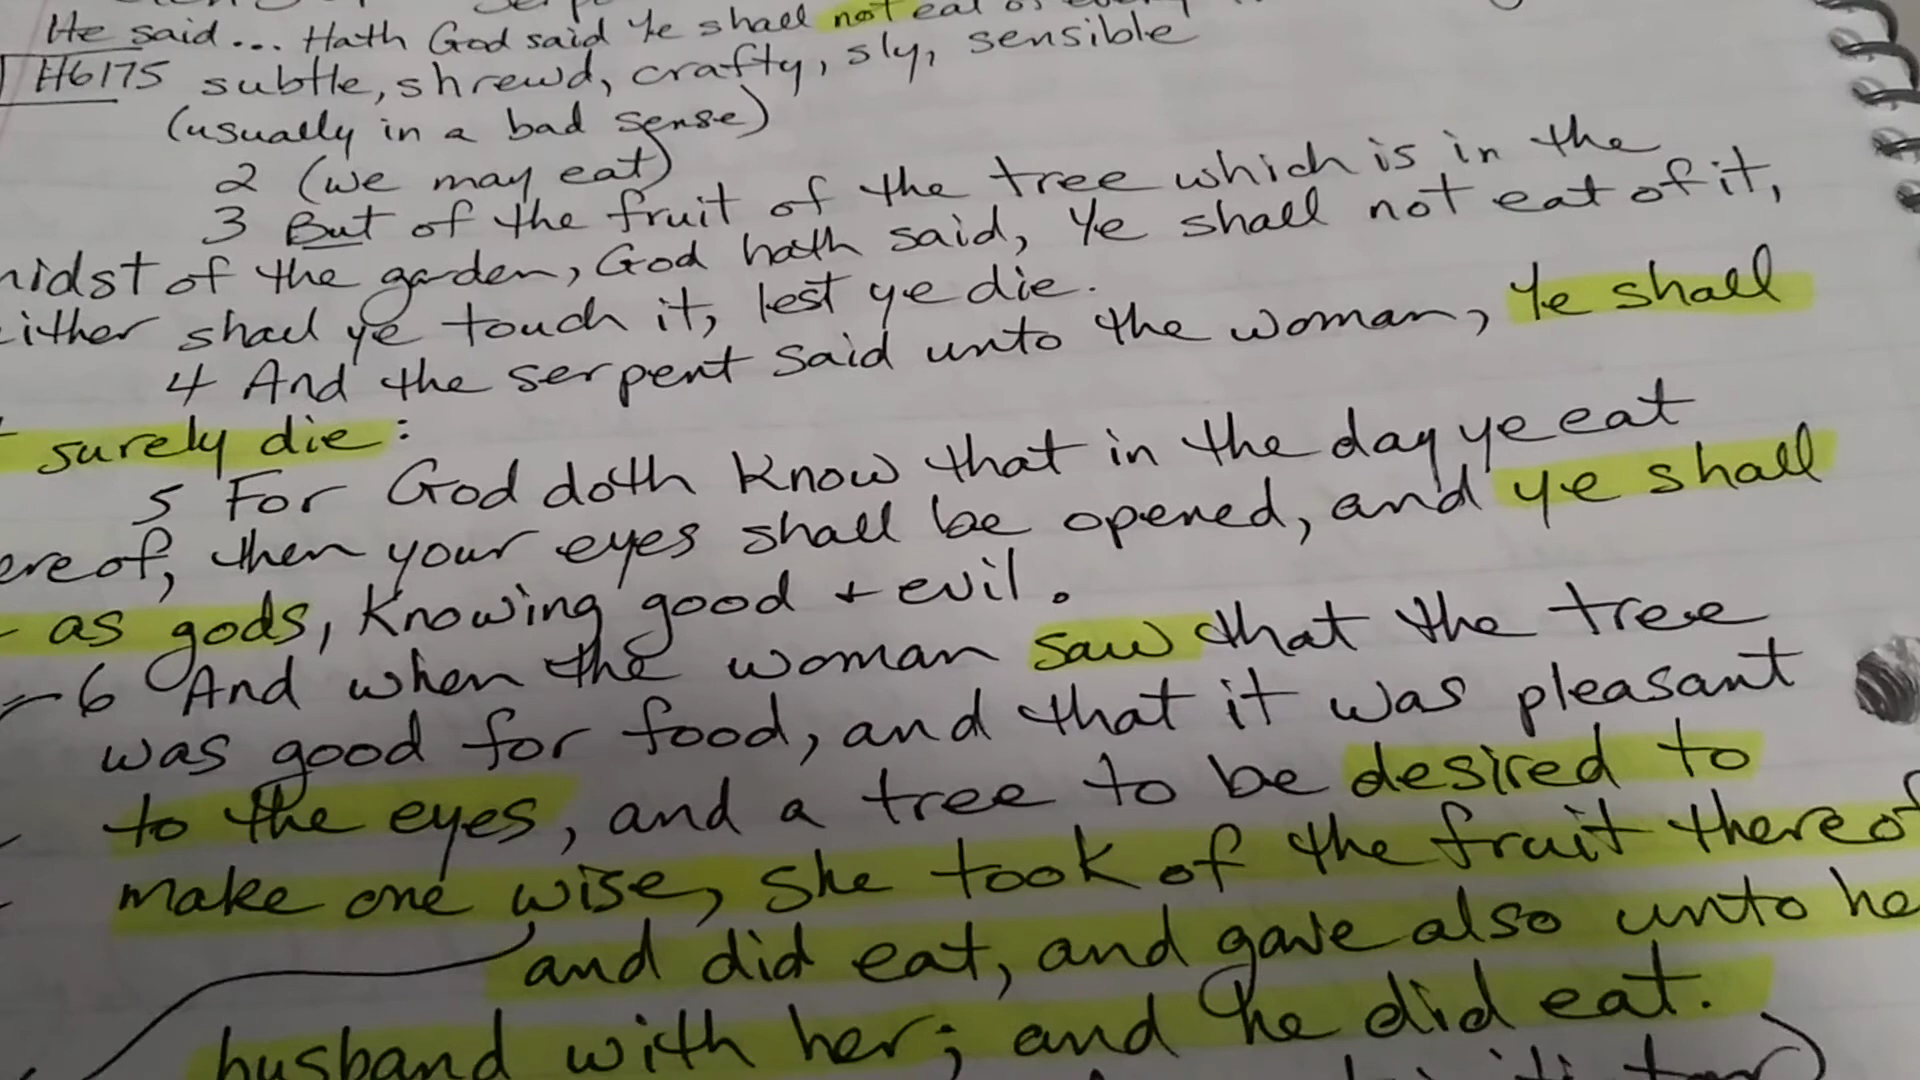 He said... Hath God said Ye shall not eat of every
H6175 subtle, shrewd, crafty, sly, sensible
(usually in a bad sense)
2 (we may eat)
3 But of the fruit of the tree which is in the
midst of the garden, God hath said, Ye shall not eat of it,
either shall ye touch it, lest ye die.
4 And the serpent said unto the woman, Ye shall
surely die:
5 For God doth know that in the day ye eat
ereof, then your eyes shall be opened, and ye shall
as gods, knowing good + evil.
6 And when the woman saw that the tree
was good for food, and that it was pleasant
to the eyes, and a tree to be desired to
make one wise, she took of the fruit thereof
and did eat, and gave also unto he
husband with her; and he did eat.